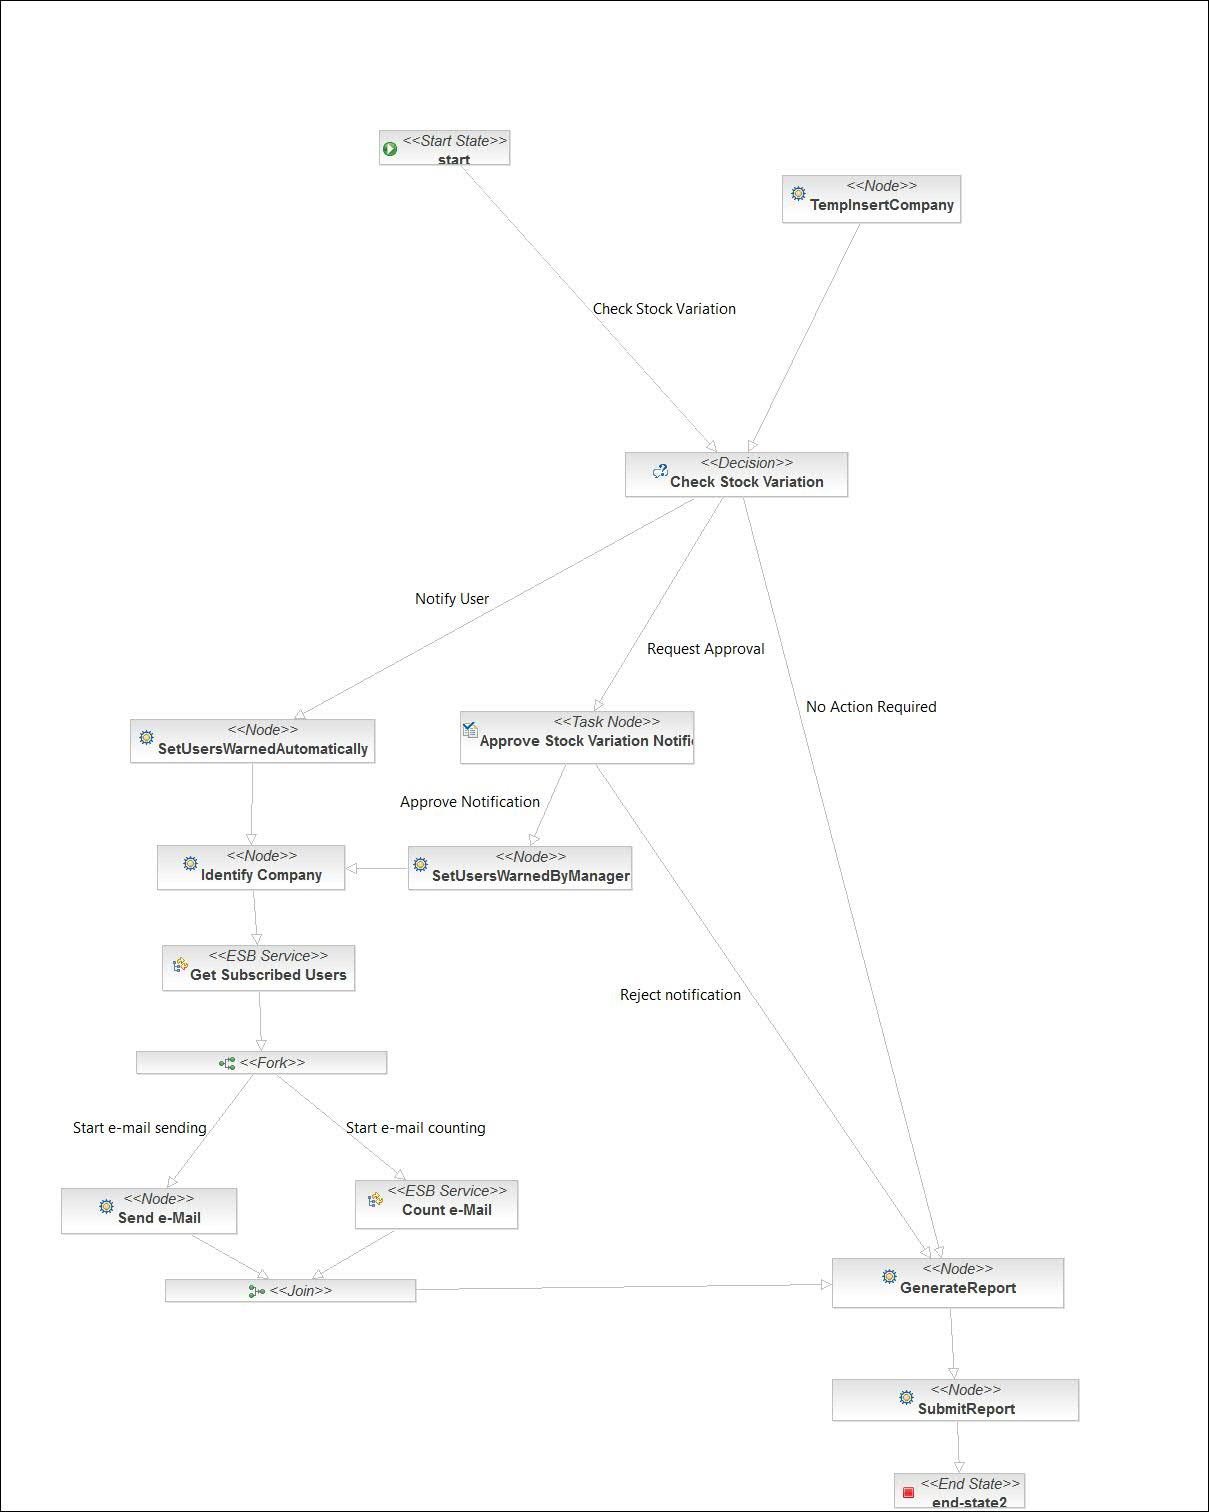 <<Start State>>
start
<<Node>>
TempInsertCompany
Check Stock Variation
<<Decision>>
Check Stock Variation
Notify User
Request Approval
No Action Required
<<Node>>
SetUsersWarnedAutomatically
<<Task Node>>
Approve Stock Variation Notifi
Approve Notification
<<Node>>
Identify Company
<<Node>>
SetUsersWarnedByManager
<<ESB Service>>
Get Subscribed Users
Reject notification
<<Fork>>
Start e-mail sending
Start e-mail counting
<<Node>>
Send e-Mail
<<ESB Service>>
Count e-Mail
<<Join>>
<<Node>>
GenerateReport
<<Node>>
SubmitReport
<<End State>>
end-state2